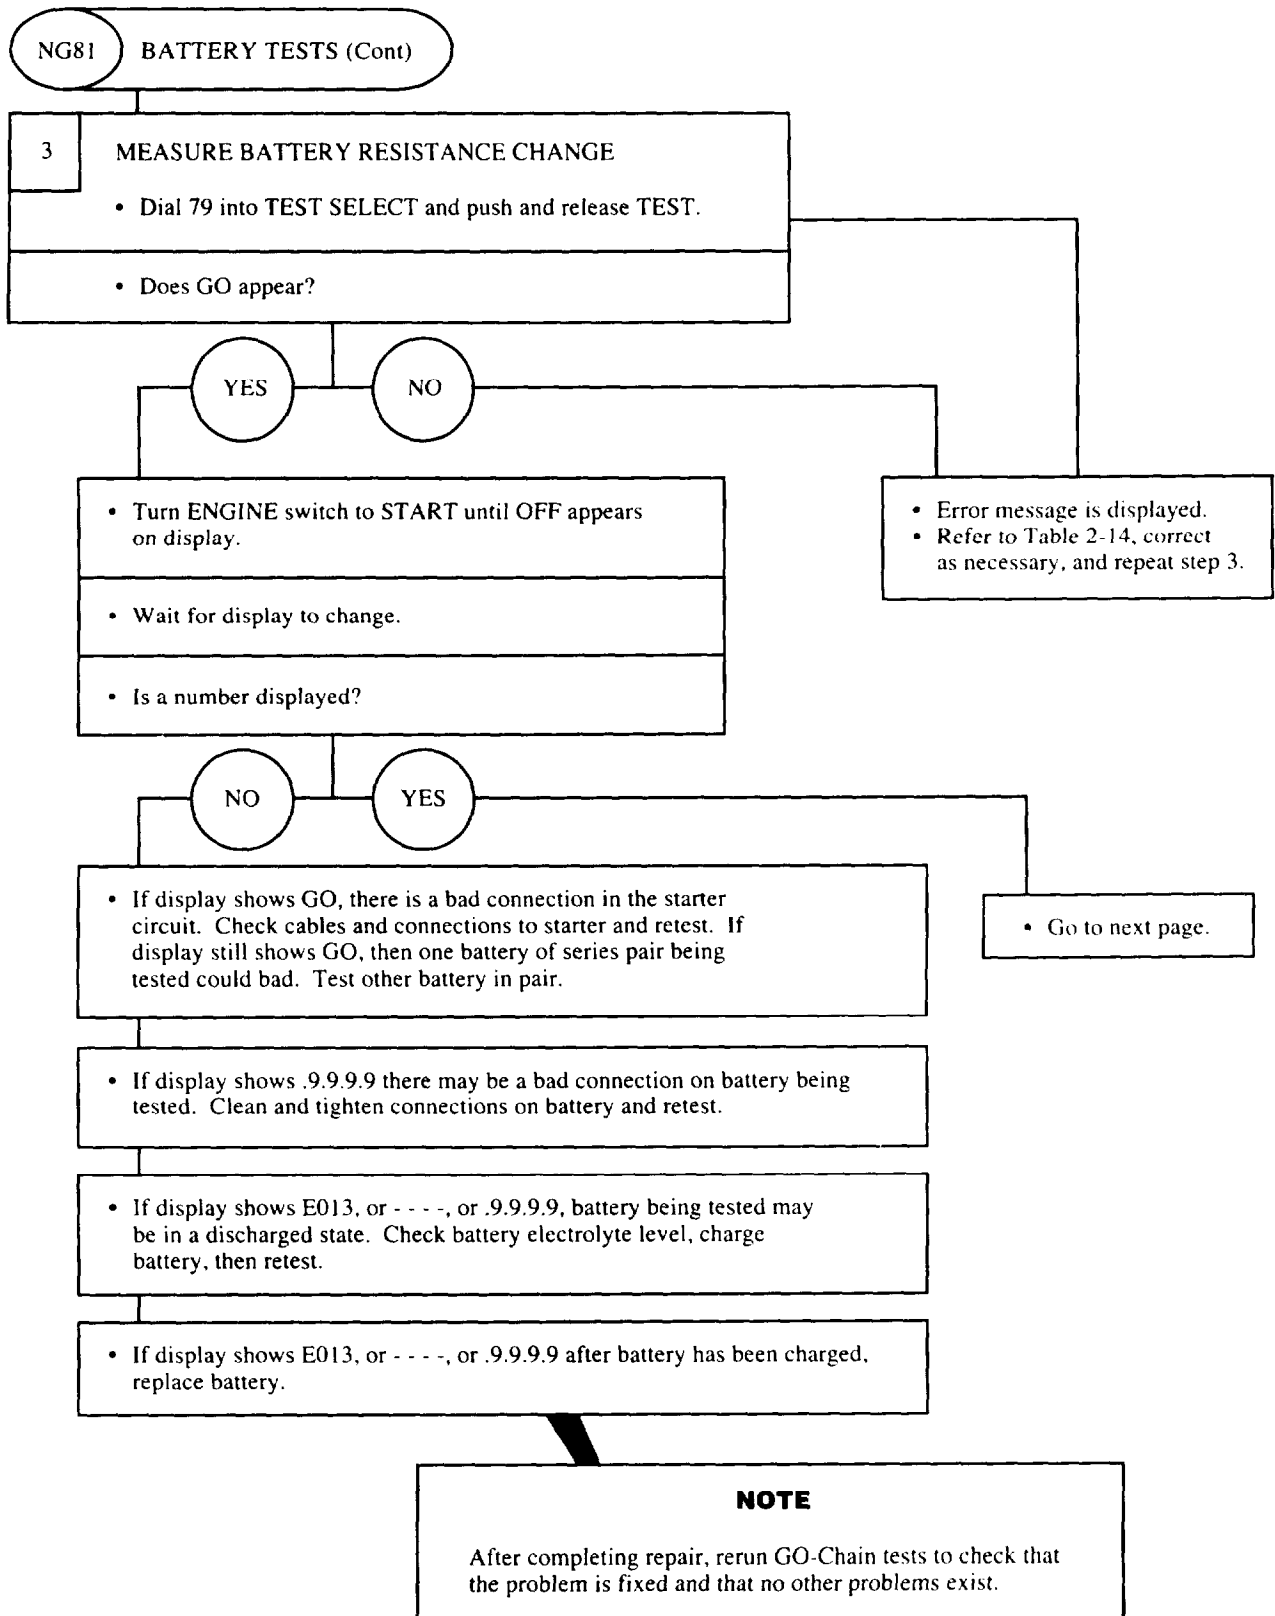 NG81 BATTERY TESTS (Cont)
3 MEASURE BATTERY RESISTANCE CHANGE
• Dial 79 into TEST SELECT and push and release TEST.
• Does GO appear?
YES NO
• Turn ENGINE switch to START until OFF appears
on display.
• Wait for display to change.
• Is a number displayed?
• Error message is displayed.
• Refer to Table 2-14, correct
as necessary, and repeat step 3.
NO YES
• If display shows GO, there is a bad connection in the starter
circuit. Check cables and connections to starter and retest. If
display still shows GO, then one battery of series pair being
tested could bad. Test other battery in pair.
• Go to next page.
• If display shows .9.9.9.9 there may be a bad connection on battery being
tested. Clean and tighten connections on battery and retest.
• If display shows E013, or - - - -, or .9.9.9.9, battery being tested may
be in a discharged state. Check battery electrolyte level, charge
battery, then retest.
• If display shows E013, or - - - -, or .9.9.9.9 after battery has been charged,
replace battery.
NOTE
After completing repair, rerun GO-Chain tests to check that
the problem is fixed and that no other problems exist.